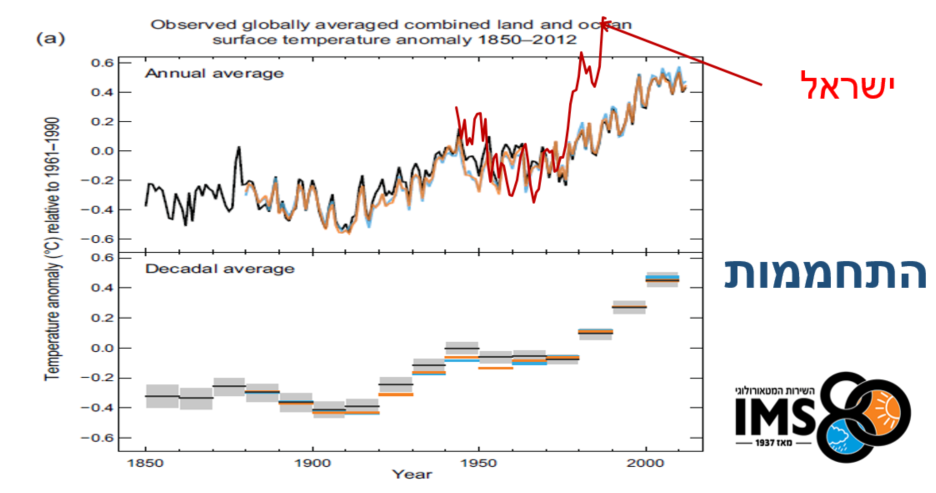 Observed globally averaged combined land and ocean
(a)
surface temperature anomaly 1850–2012
Annual average
0.6
0.4
0.2
0.0
−0.2
−0.4
−0.6
ישראל
Temperature anomaly (°C) relative to 1961–1990
התחממות
Decadal average
0.6
0.4
0.2
0.0
−0.2
−0.4
−0.6
השירות המטאורולוגי
IMS
מאז 1937
1850
1900
1950
2000
Year